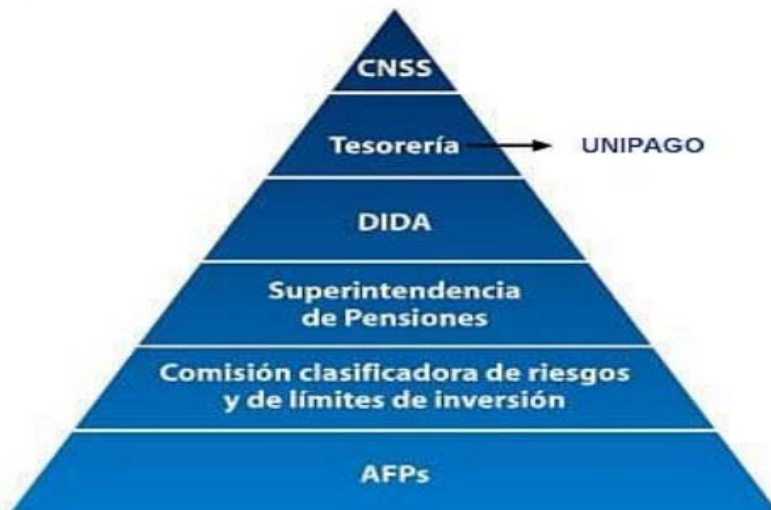 CNSS
Tesorería
UNIPAGO
DIDA
Superintendencia
de Pensiones
Comisión clasificadora de riesgos
y de límites de inversión
AFPs